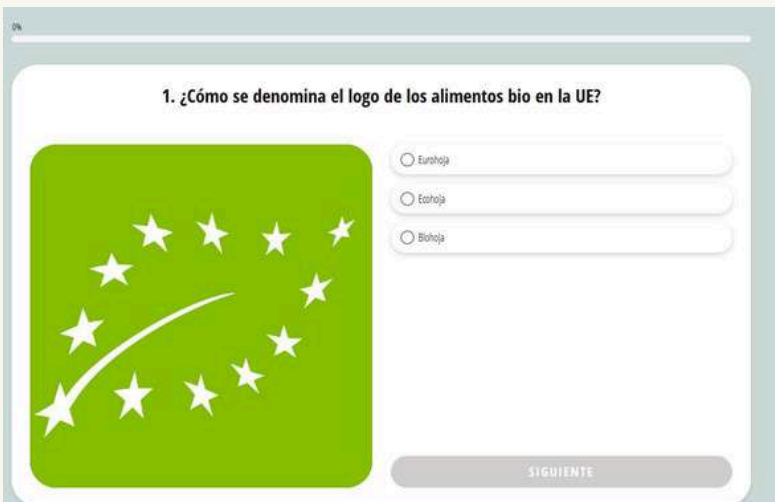 0%
1. ¿Cómo se denomina el logo de los alimentos bio en la UE?
Eurohoja
Ecohoja
Biohoja
SIGUIENTE